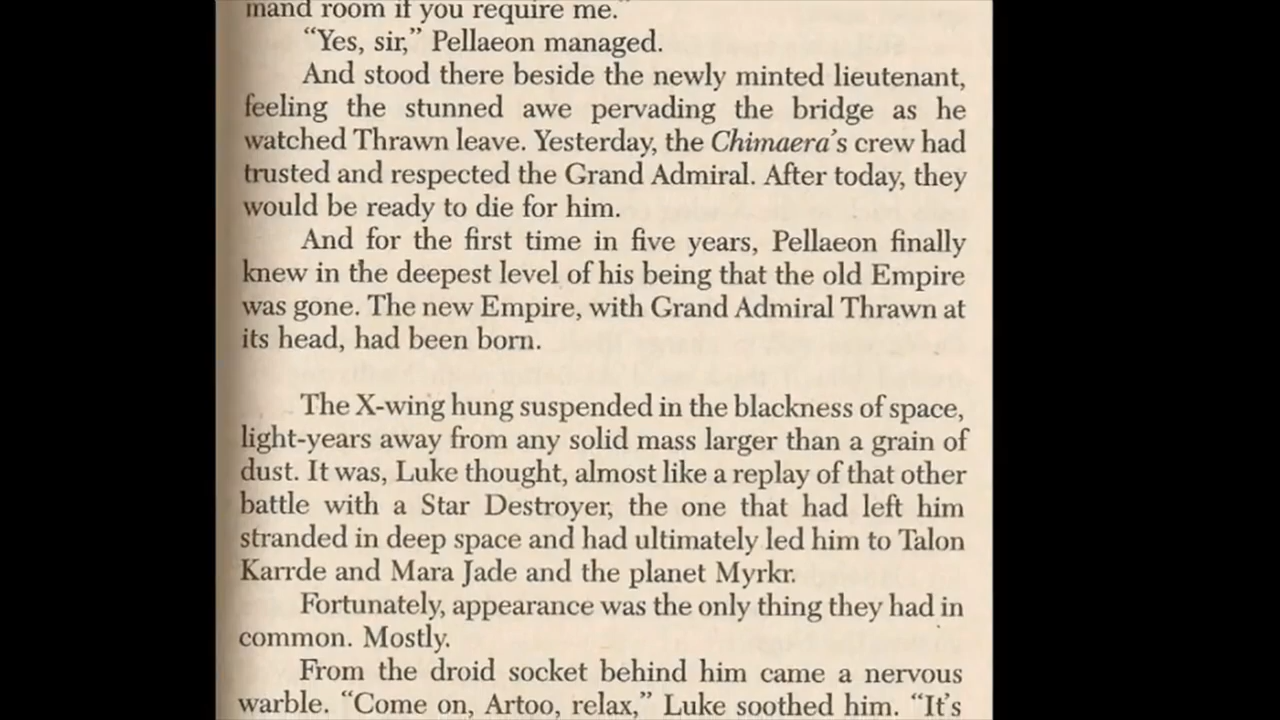 mand room if you require me."
“Yes, sir,” Pellaeon managed.
And stood there beside the newly minted lieutenant,
feeling the stunned awe pervading the bridge as he
watched Thrawn leave. Yesterday, the Chimaera’s crew had
trusted and respected the Grand Admiral. After today, they
would be ready to die for him.
And for the first time in five years, Pellaeon finally
knew in the deepest level of his being that the old Empire
was gone. The new Empire, with Grand Admiral Thrawn at
its head, had been born.
The X-wing hung suspended in the blackness of space,
light-years away from any solid mass larger than a grain of
dust. It was, Luke thought, almost like a replay of that other
battle with a Star Destroyer, the one that had left him
stranded in deep space and had ultimately led him to Talon
Karrde and Mara Jade and the planet Myrkr.
Fortunately, appearance was the only thing they had in
common. Mostly.
From the droid socket behind him came a nervous
warble. “Come on, Artoo, relax,” Luke soothed him. “It’s